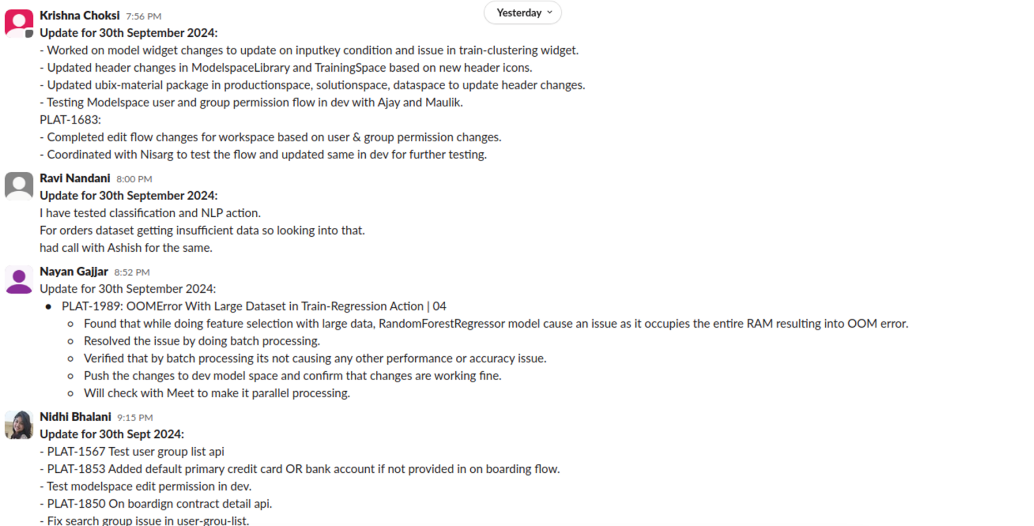 Yesterday
Krishna Choksi 7:56 PM
Update for 30th September 2024:
- Worked on model widget changes to update on inputkey condition and issue in train-clustering widget.
- Updated header changes in ModelspaceLibrary and TrainingSpace based on new header icons.
- Updated ubix-material package in productionspace, solutionspace, dataspace to update header changes.
- Testing Modelspace user and group permission flow in dev with Ajay and Maulik.
PLAT-1683:
- Completed edit flow changes for workspace based on user & group permission changes.
- Coordinated with Nisarg to test the flow and updated same in dev for further testing.
Ravi Nandani 8:00 PM
Update for 30th September 2024:
I have tested classification and NLP action.
For orders dataset getting insufficient data so looking into that.
had call with Ashish for the same.
Nayan Gajjar 8:52 PM
Update for 30th September 2024:
• PLAT-1989: OOMError With Large Dataset in Train-Regression Action | 04
◦ Found that while doing feature selection with large data, RandomForestRegressor model cause an issue as it occupies the entire RAM resulting into OOM error.
◦ Resolved the issue by doing batch processing.
◦ Verified that by batch processing its not causing any other performance or accuracy issue.
◦ Push the changes to dev model space and confirm that changes are working fine.
◦ Will check with Meet to make it parallel processing.
Nidhi Bhalani 9:15 PM
Update for 30th Sept 2024:
- PLAT-1567 Test user group list api
- PLAT-1853 Added default primary credit card OR bank account if not provided in on boarding flow.
- Test modelspace edit permission in dev.
- PLAT-1850 On boardign contract detail api.
- Fix search group issue in user-grou-list.